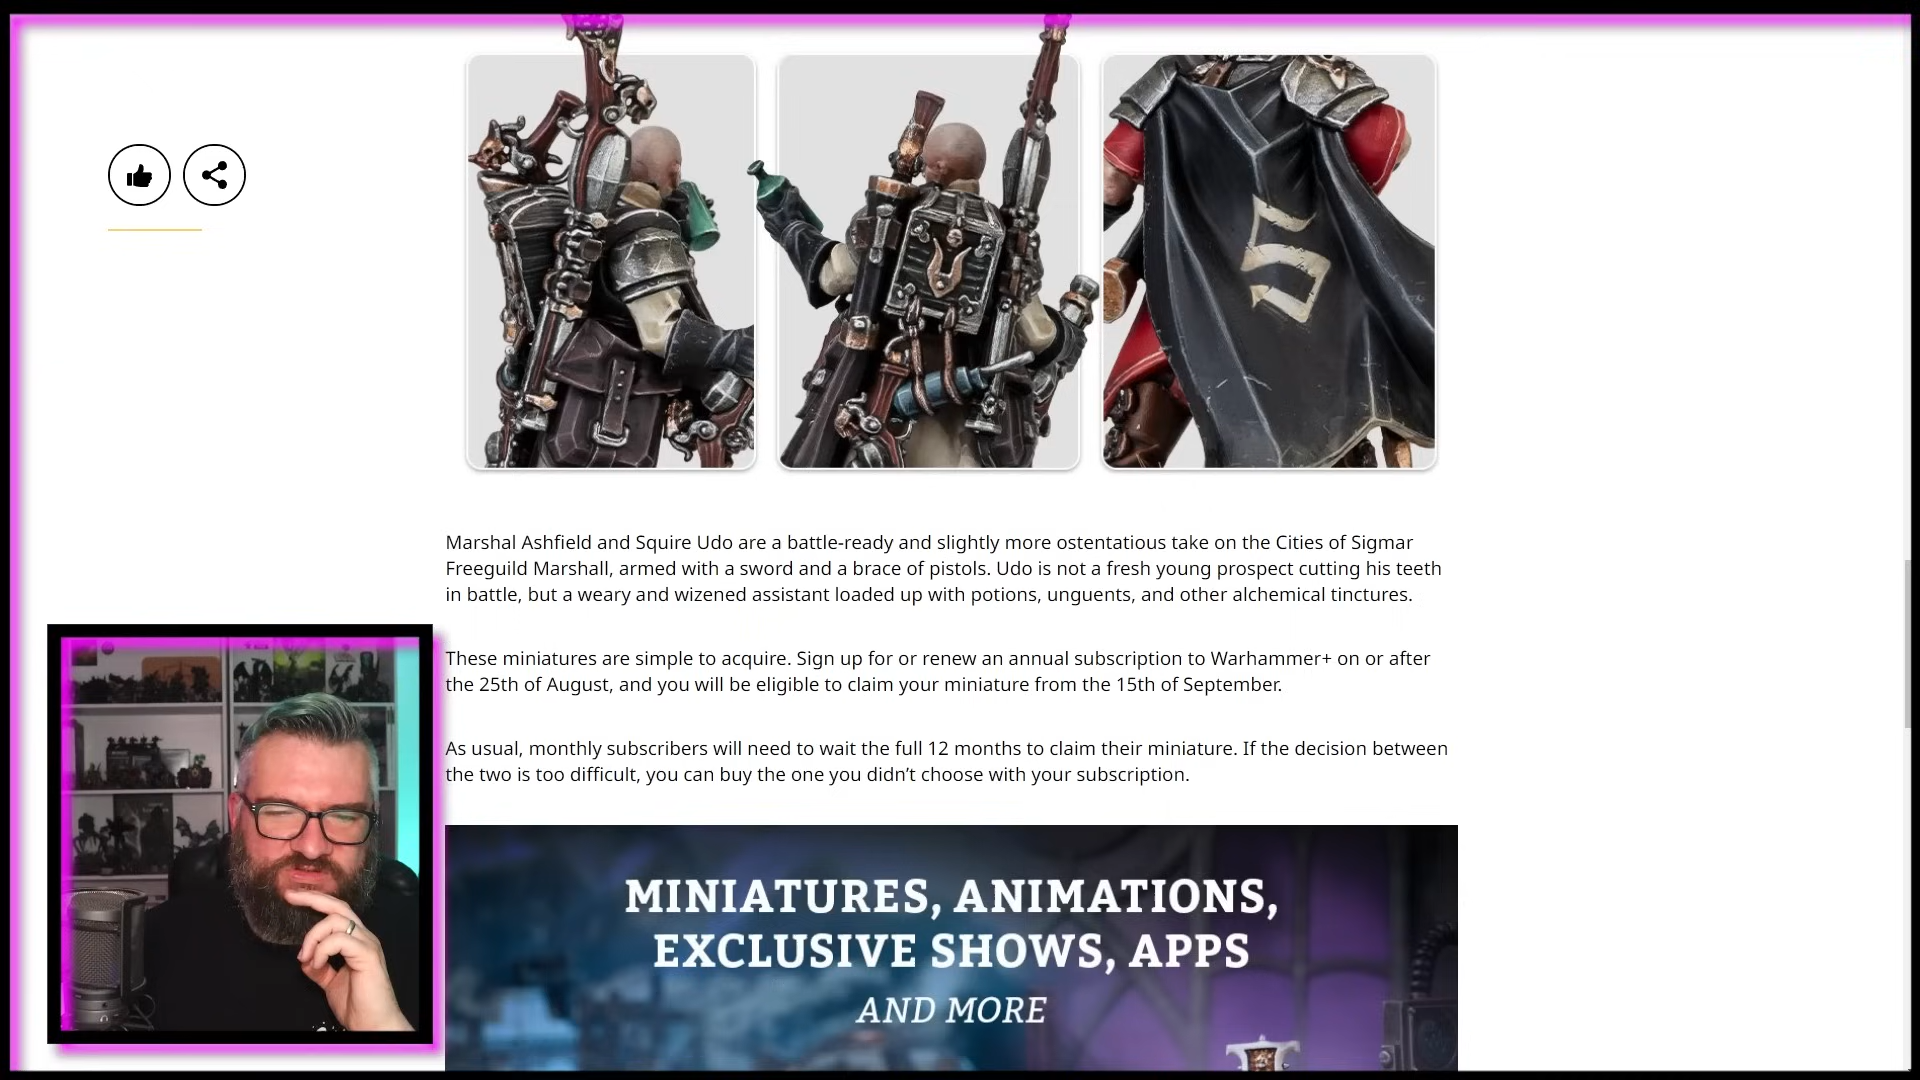 Marshal Ashfield and Squire Udo are a battle-ready and slightly more ostentatious take on the Cities of Sigmar
Freeguild Marshall, armed with a sword and a brace of pistols. Udo is not a fresh young prospect cutting his teeth
in battle, but a weary and wizened assistant loaded up with potions, unguents, and other alchemical tinctures.
These miniatures are simple to acquire. Sign up for or renew an annual subscription to Warhammer+ on or after
the 25th of August, and you will be eligible to claim your miniature from the 15th of September.
As usual, monthly subscribers will need to wait the full 12 months to claim their miniature. If the decision between
the two is too difficult, you can buy the one you didn’t choose with your subscription.
MINIATURES, ANIMATIONS,
EXCLUSIVE SHOWS, APPS
AND MORE